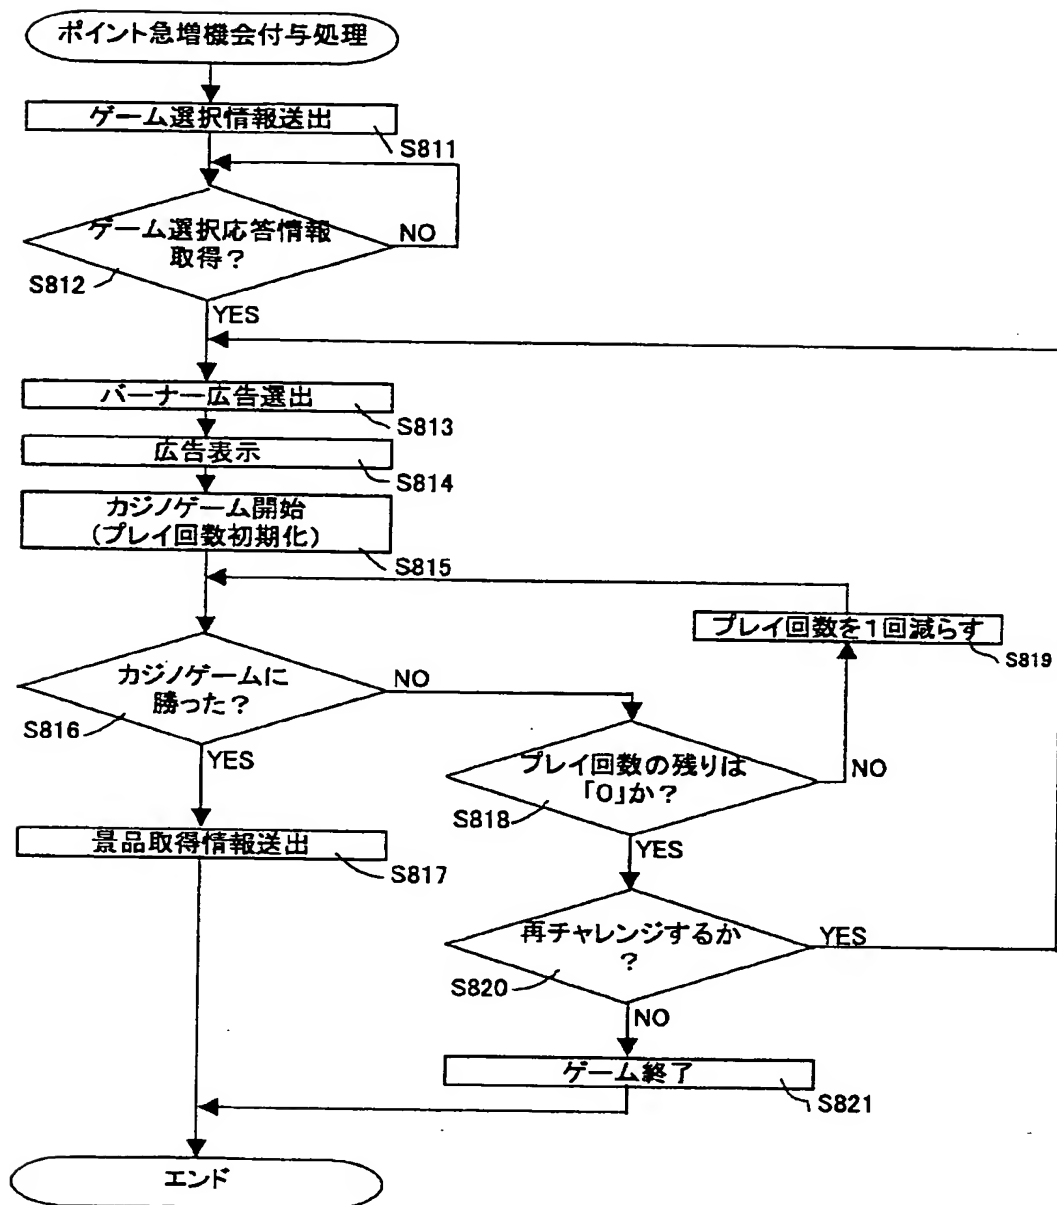 ポイント急増機会付与処理
ゲーム選択情報送出
S811
ゲーム選択応答情報
取得？
NO
S812
YES
バーナー広告選出
S813
広告表示
S814
カジノゲーム開始
（プレイ回数初期化）
S815
プレイ回数を１回減らす
S819
カジノゲームに
勝った？
NO
S816
YES
プレイ回数の残りは
「０」か？
NO
S818
YES
景品取得情報送出
S817
再チャレンジするか
？
YES
S820
NO
ゲーム終了
S821
エンド